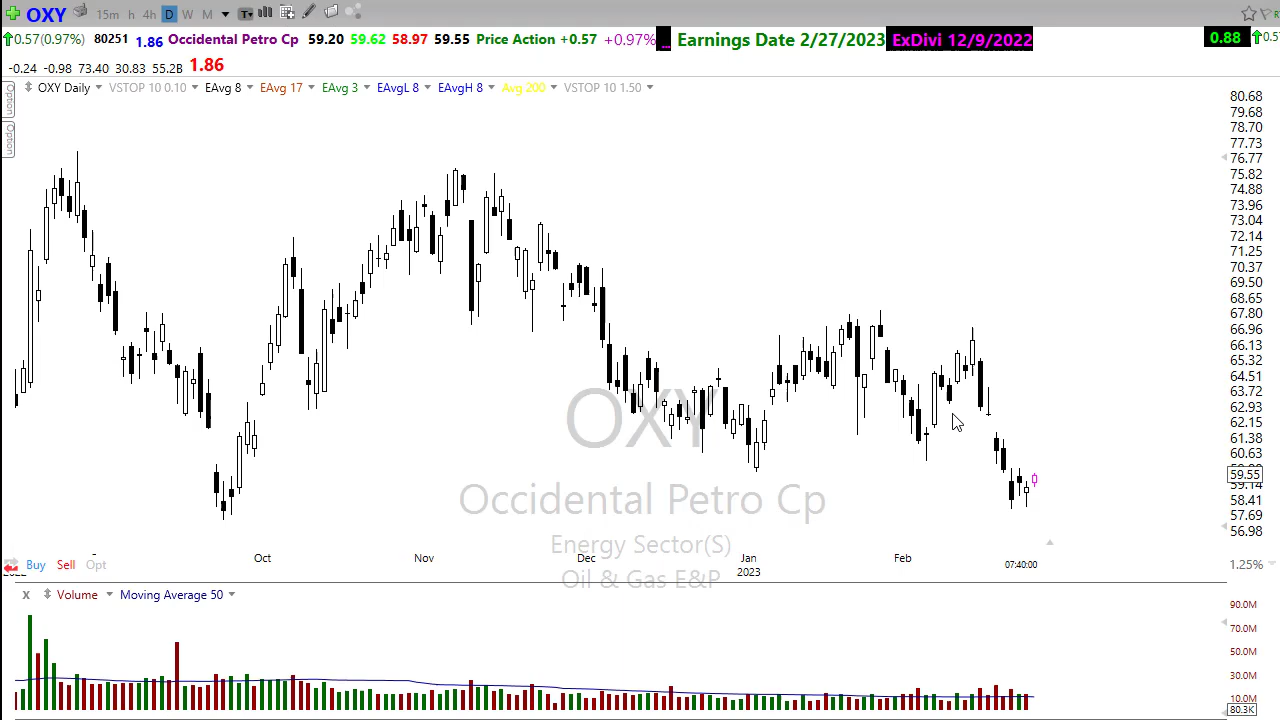 OXY 15m h 4h D W M
0.57(0.97%) 80251 1.86 Occidental Petro Cp 59.20 59.62 58.97 59.55 Price Action +0.57 +0.97% ... Earnings Date 2/27/2023 ExDivi 12/9/2022 0.88 0.5
-0.24 -0.98 73.40 30.83 55.2B 1.86
OXY Daily VSTOP 10 0.10 EAvg 8 EAvg 17 EAvg 3 EAvgL 8 EAvgH 8 Avg 200 VSTOP 10 1.50
Option
Option
80.68
79.68
78.70
77.73
76.77
75.82
74.88
73.96
73.04
72.14
71.25
70.37
69.50
68.65
67.80
66.96
66.13
65.32
64.51
63.72
62.93
62.15
61.38
60.63
59.55
59.14
58.41
57.69
56.98
OXY
Occidental Petro Cp
Energy Sector(S)
Oil & Gas E&P
Oct Nov Dec Jan Feb
2023 07:40:00
Buy Sell Opt 1.25%
X Volume Moving Average 50
90.0M
70.0M
50.0M
30.0M
10.0M
80.3K